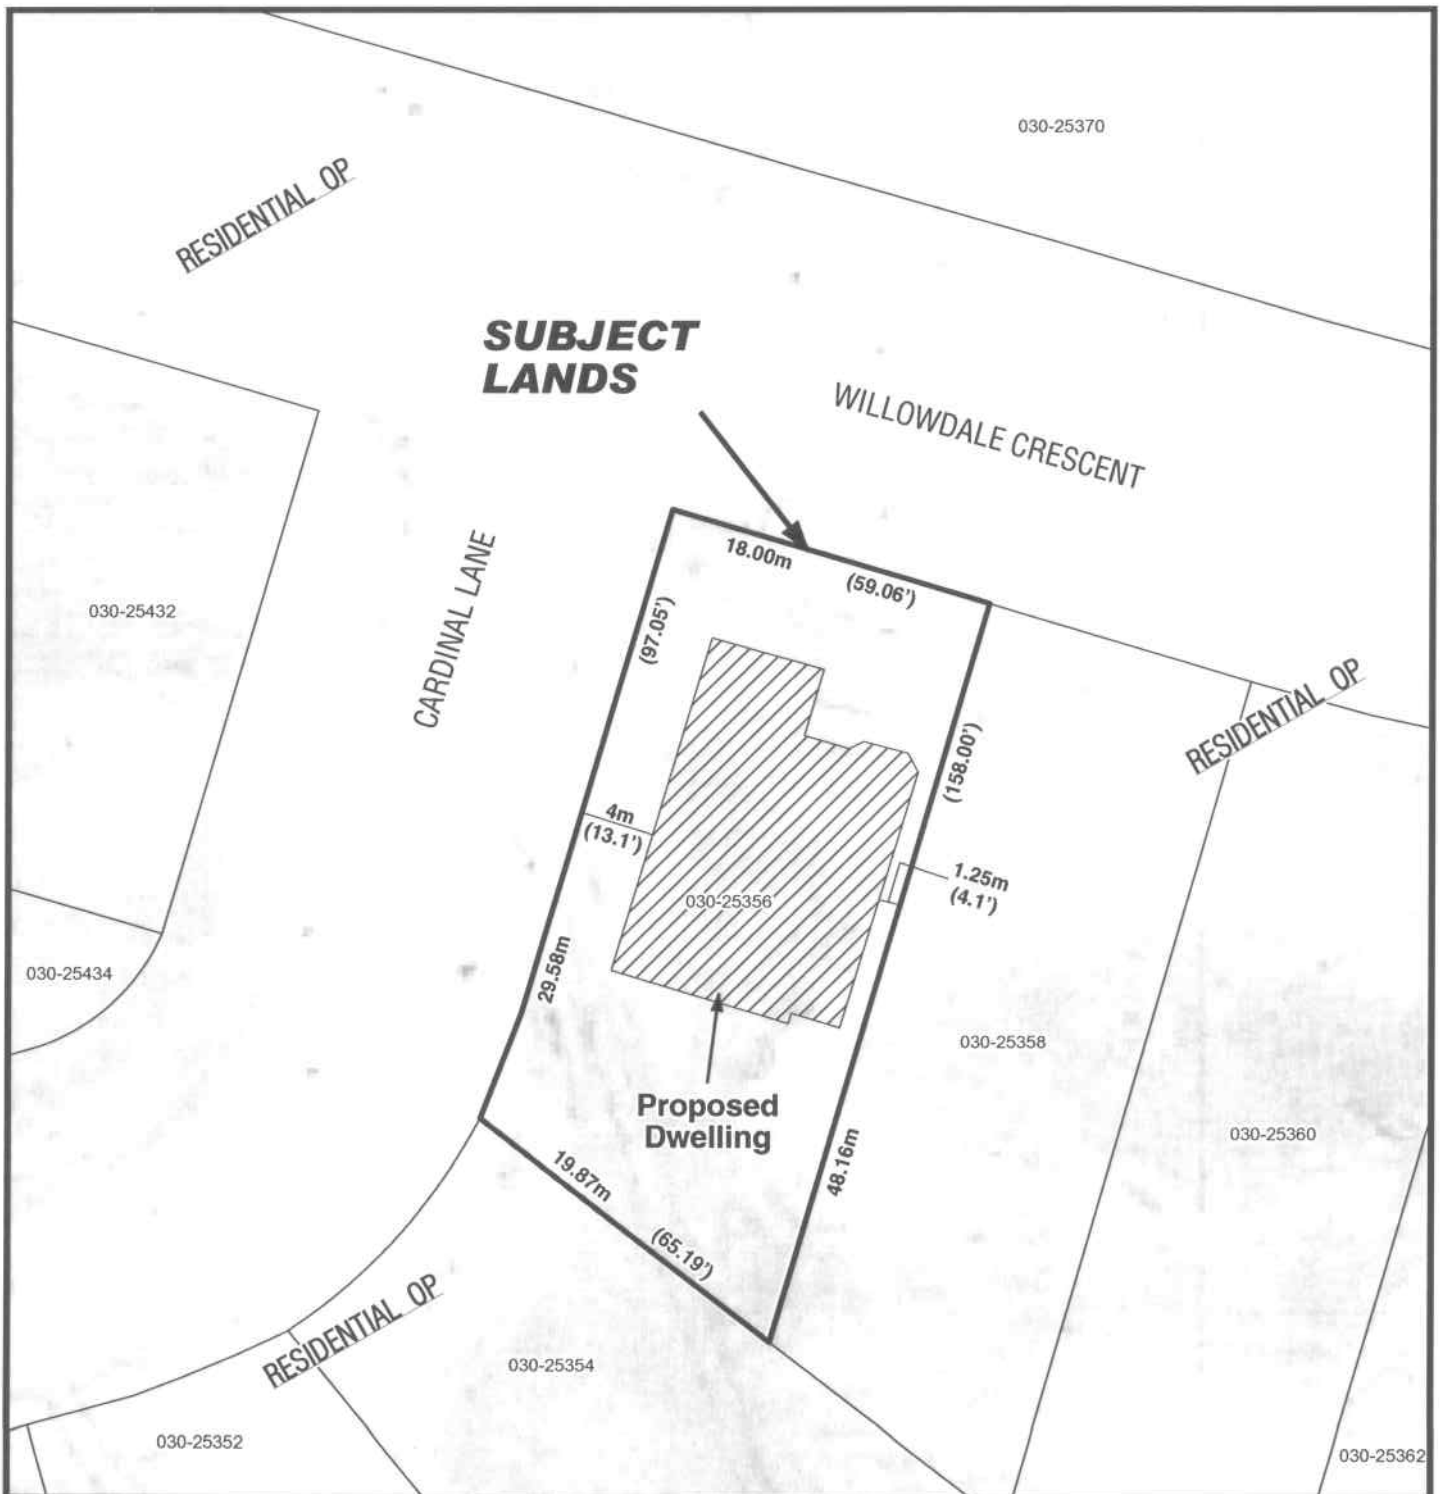 030-25370
RESIDENTIAL OP
SUBJECT
LANDS
WILLOWDALE CRESCENT
CARDINAL LANE
18.00m
(59.06')
030-25432
(97.05')
RESIDENTIAL OP
(158.00')
4m
(13.1')
1.25m
(4.1')
030-25356
29.58m
030-25434
030-25358
Proposed
Dwelling
030-25360
48.16m
19.87m
(65.19')
RESIDENTIAL OP
030-25354
030-25352
030-25362